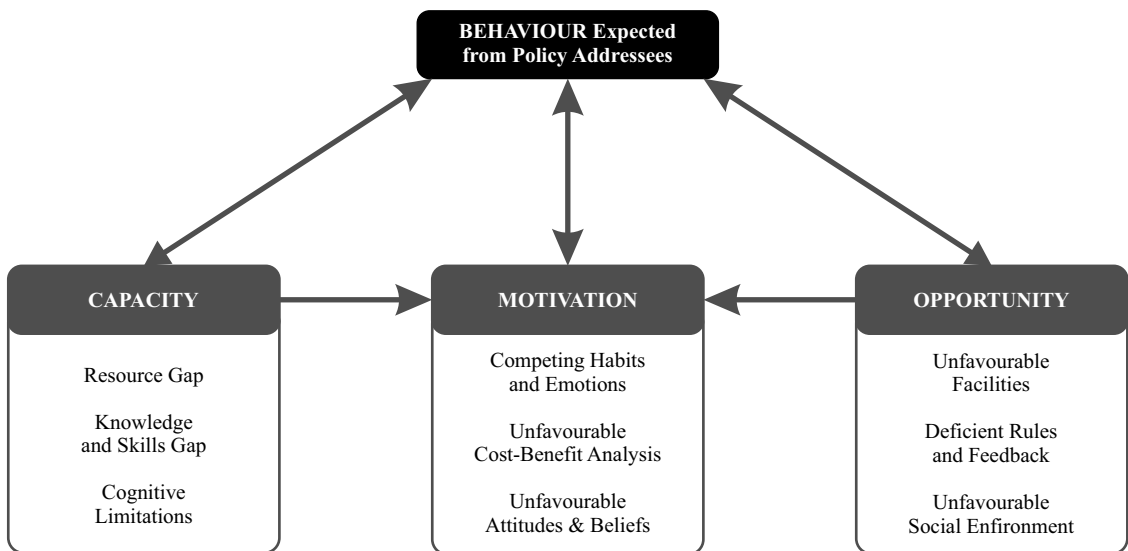 BEHAVIOUR Expected
from Policy Addressees
CAPACITY
Resource Gap
Knowledge
and Skills Gap
Cognitive
Limitations
MOTIVATION
Competing Habits
and Emotions
Unfavourable
Cost-Benefit Analysis
Unfavourable
Attitudes & Beliefs
OPPORTUNITY
Unfavourable
Facilities
Deficient Rules
and Feedback
Unfavourable
Social Enfironment